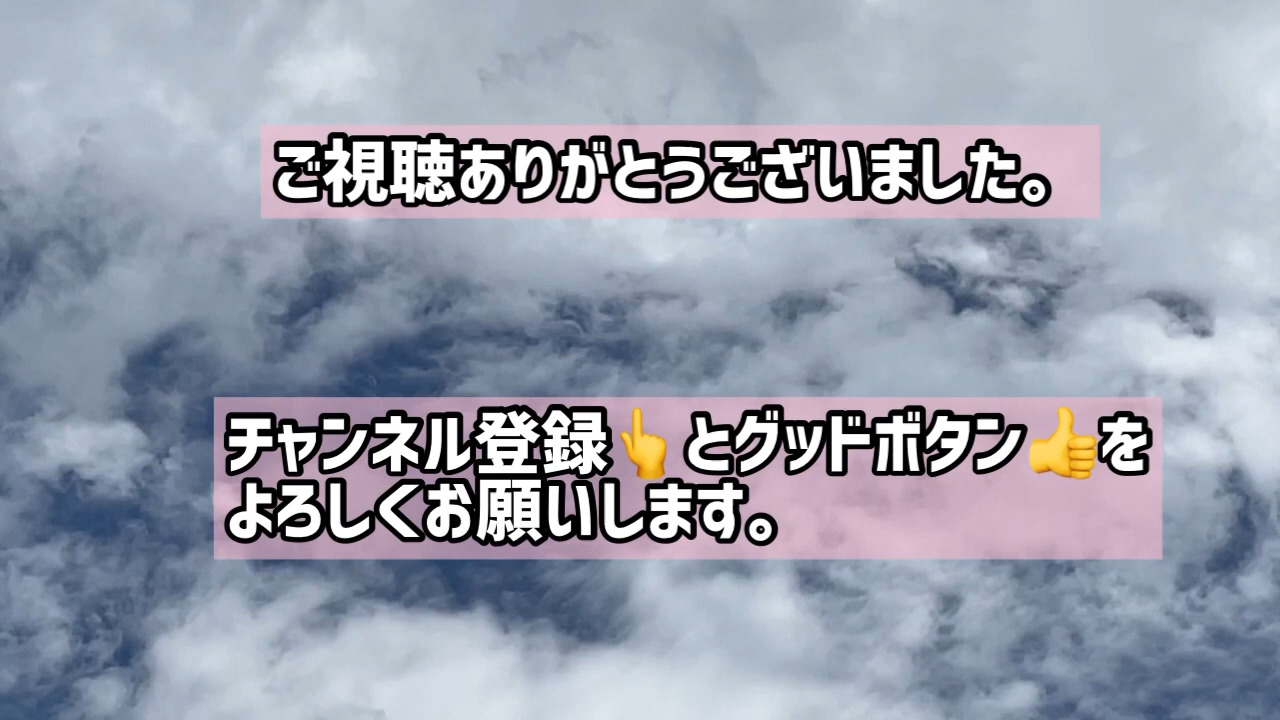 ご視聴ありがとうございました。
チャンネル登録👆とグッドボタン👍を
よろしくお願いします。